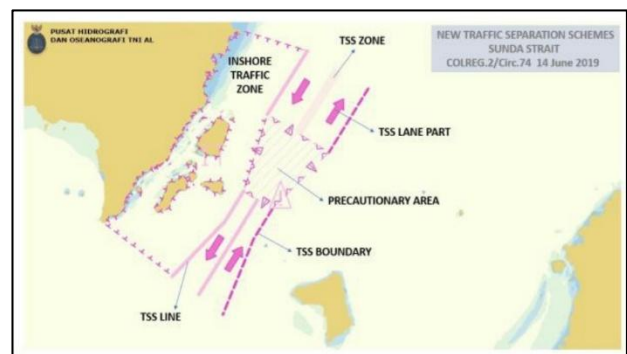 PUSAT HIDROGRAFI
DAN OSEANOGRAFI TNI AL
NEW TRAFFIC SEPARATION SCHEMES
SUNDA STRAIT
COLREG.2/Circ.74 14 June 2019
TSS ZONE
INSHORE
TRAFFIC
ZONE
TSS LANE PART
PRECAUTIONARY AREA
TSS BOUNDARY
TSS LINE